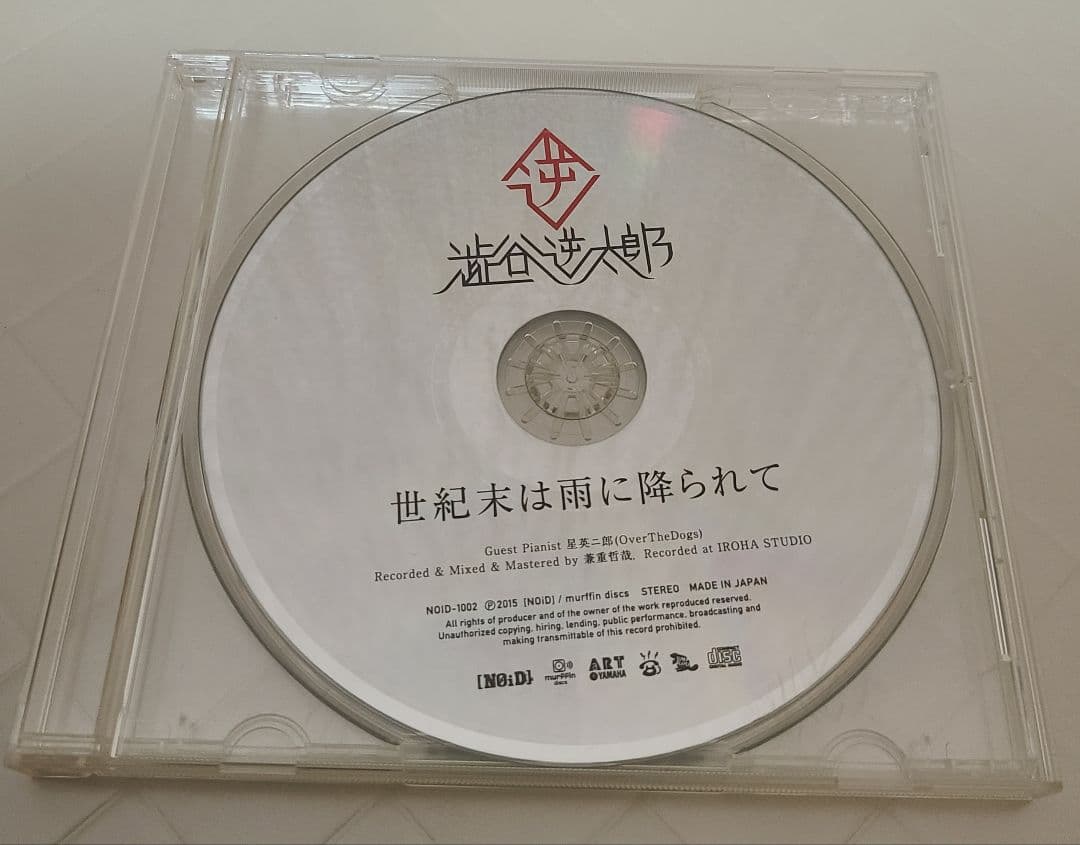 逆
澁谷逆太郎
世紀末は雨に降られて
Guest Pianist 星英二郎(OverTheDogs)
Recorded & Mixed & Mastered by 兼重哲哉, Recorded at IROHA STUDIO
NOID-1002 ℗2015 [NOiD] / murffin discs STEREO MADE IN JAPAN
All rights of producer and of the owner of the work reproduced reserved.
Unauthorized copying, hiring, lending, public performance, broadcasting and
making transmittable of this record prohibited.
[NØiD] murffin discs ART YAMAHA disc